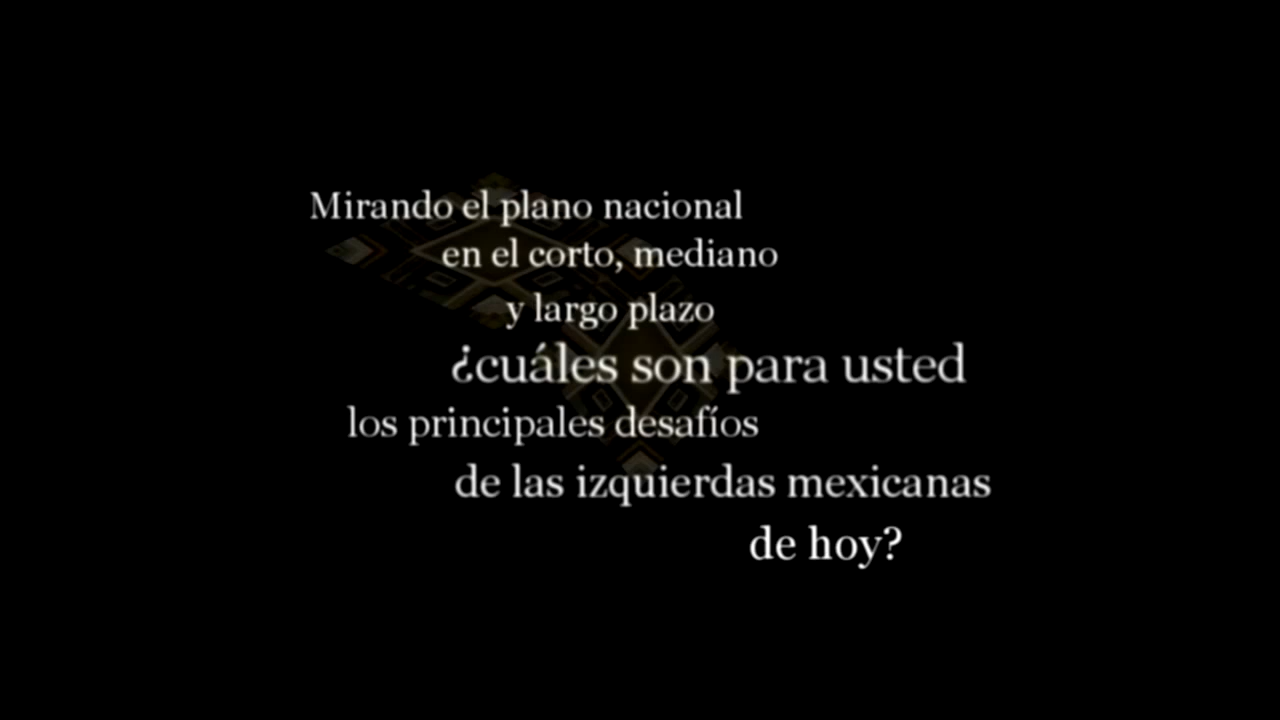 Mirando el plano nacional
en el corto, mediano
y largo plazo
¿cuáles son para usted
los principales desafíos
de las izquierdas mexicanas
de hoy?